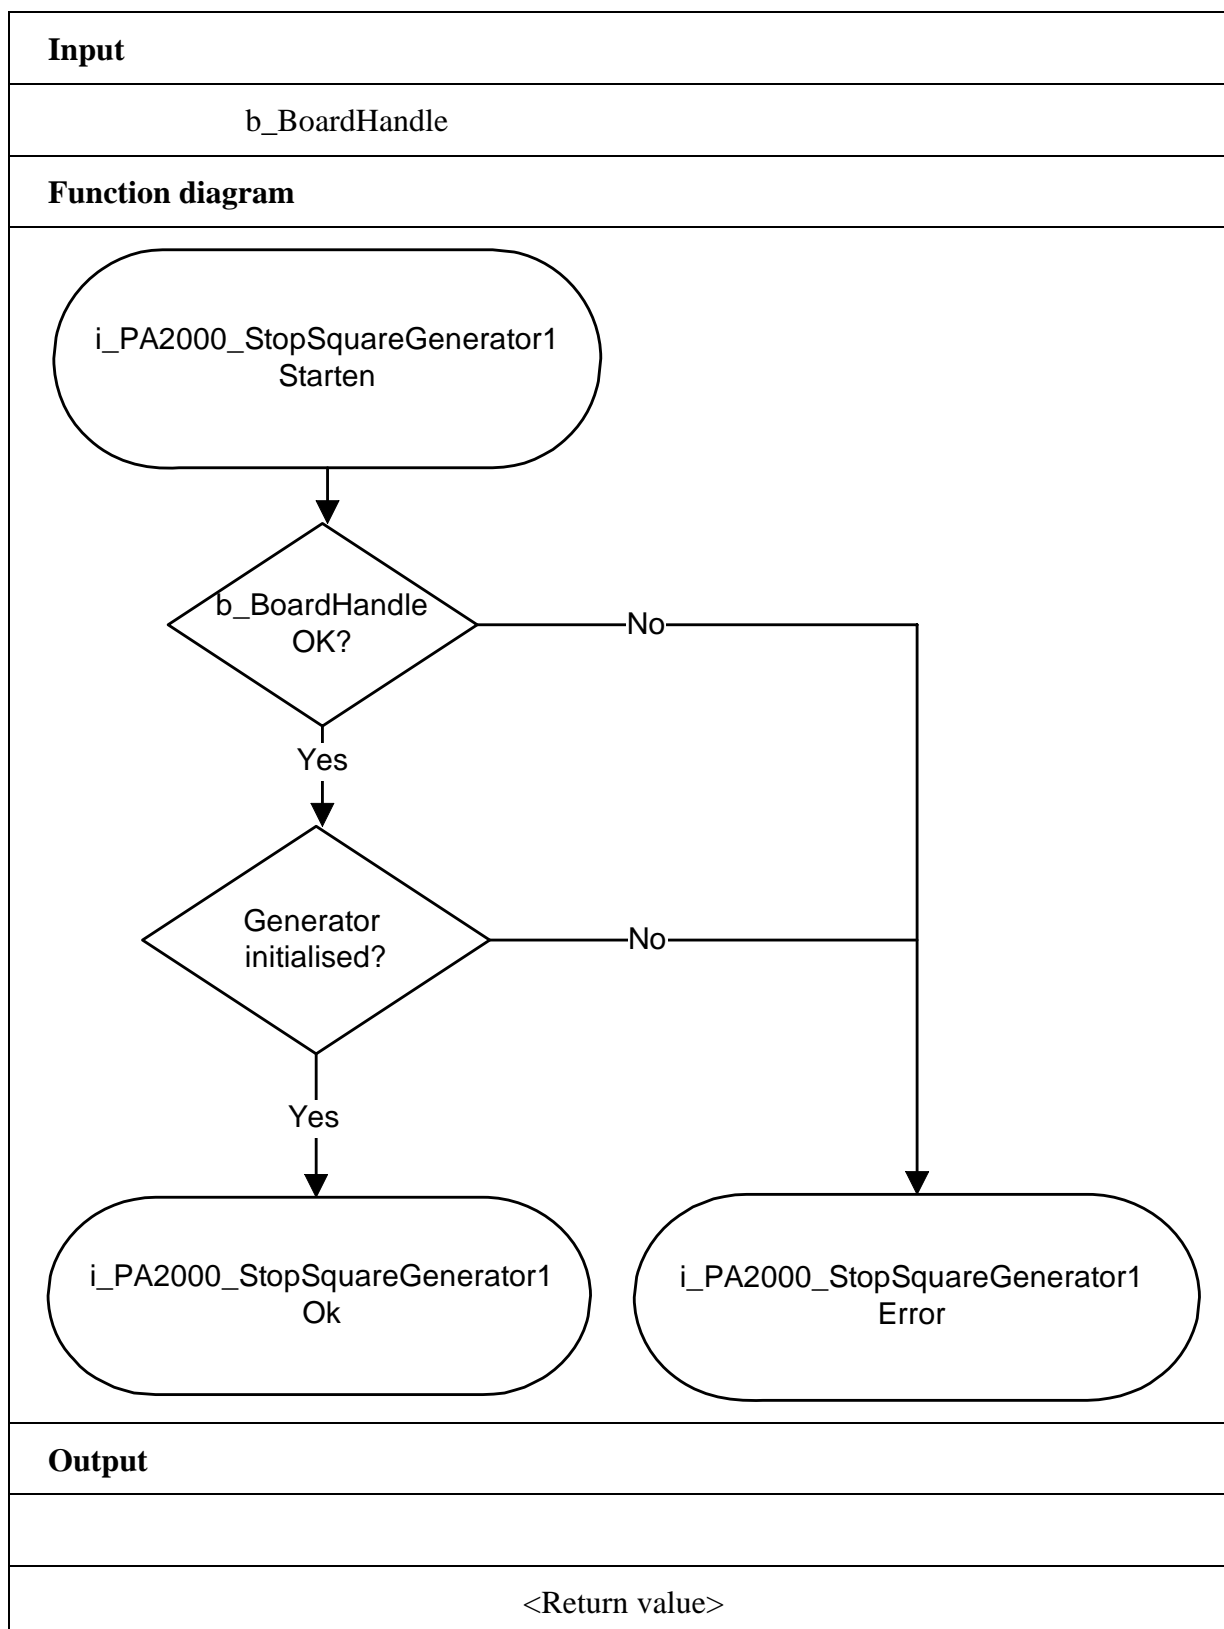 Input
b_BoardHandle
Function diagram
i_PA2000_StopSquareGenerator1
Starten
b_BoardHandle
OK?
No
Yes
Generator
initialised?
No
Yes
i_PA2000_StopSquareGenerator1
Ok
i_PA2000_StopSquareGenerator1
Error
Output
<Return value>